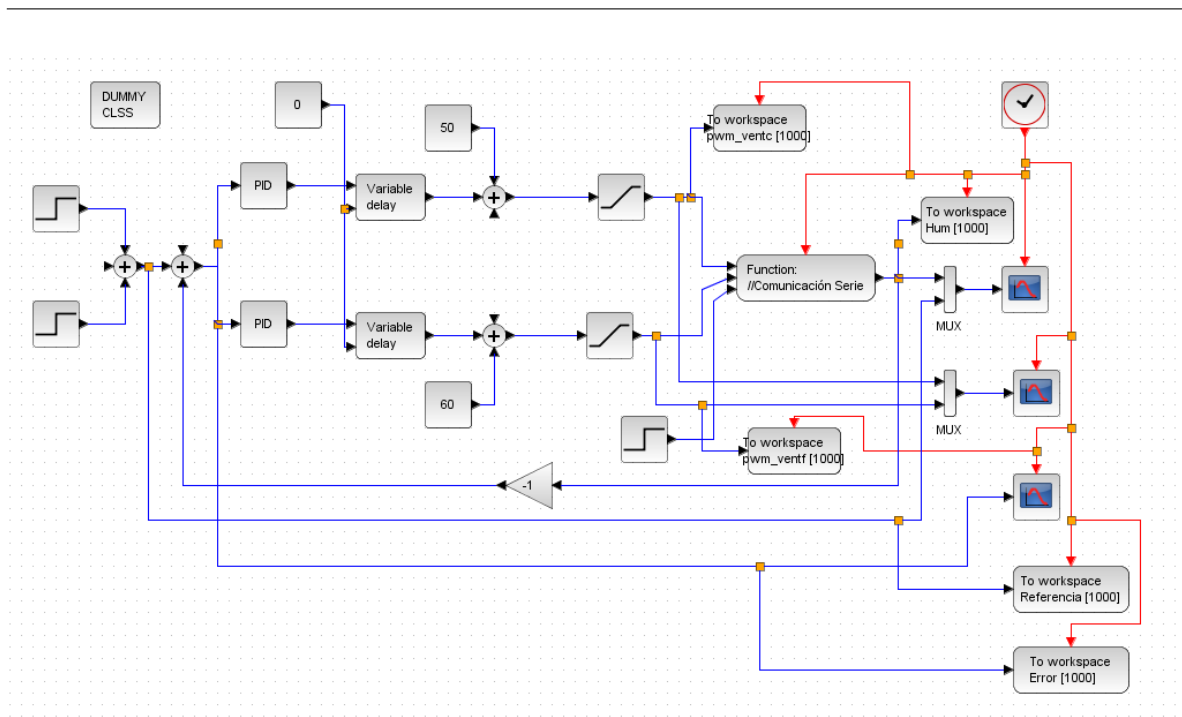 DUMMY
CLSS
0
50
To workspace
pwm_ventc [1000]
PID
Variable
delay
To workspace
Hum [1000]
Function:
//Comunicación Serie
MUX
PID
Variable
delay
60
MUX
To workspace
pwm_ventf [1000]
-1
To workspace
Referencia [1000]
To workspace
Error [1000]